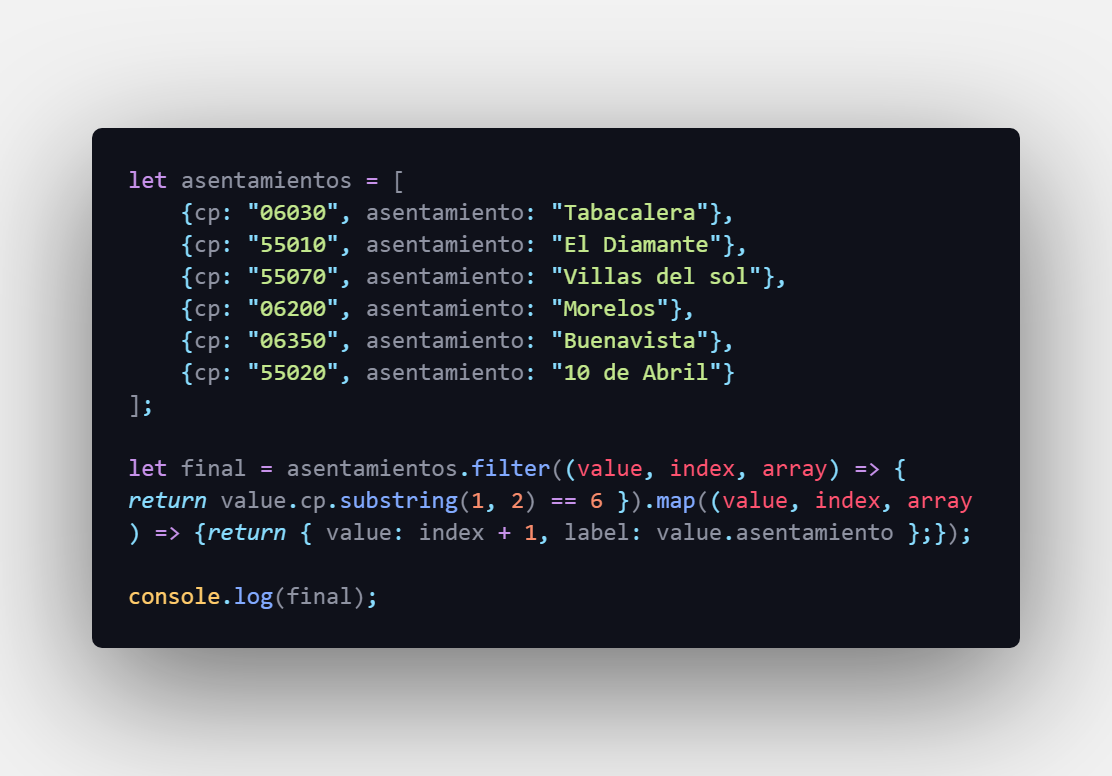 let asentamientos = [
    {cp: "06030", asentamiento: "Tabacalera"},
    {cp: "55010", asentamiento: "El Diamante"},
    {cp: "55070", asentamiento: "Villas del sol"},
    {cp: "06200", asentamiento: "Morelos"},
    {cp: "06350", asentamiento: "Buenavista"},
    {cp: "55020", asentamiento: "10 de Abril"}
];

let final = asentamientos.filter((value, index, array) => {
return value.cp.substring(1, 2) == 6 }).map((value, index, array
) => {return { value: index + 1, label: value.asentamiento };});

console.log(final);